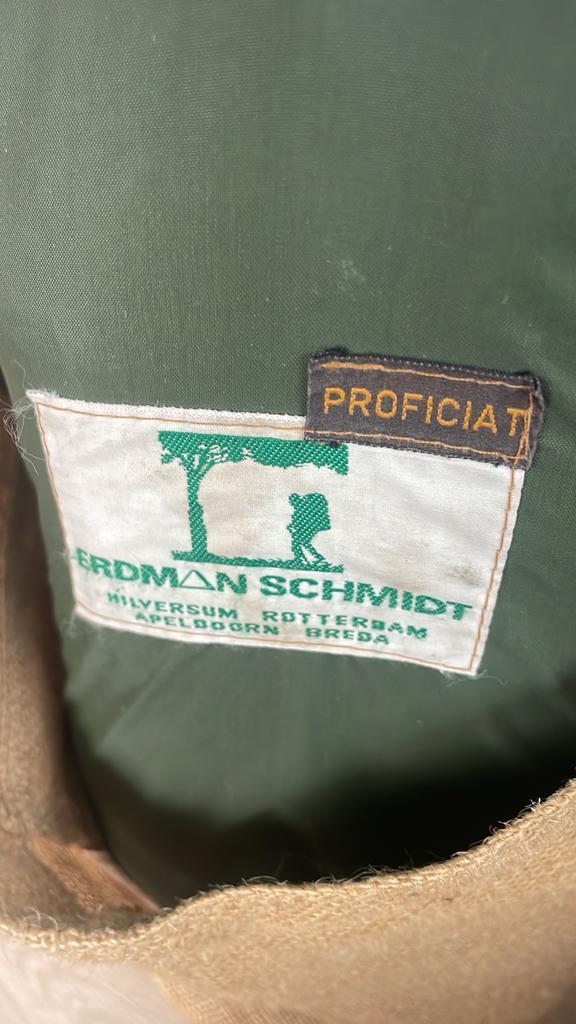 PROFICIAT
ERDMAN SCHMIDT
HILVERSUM ROTTERDAM
APELDOORN BREDA